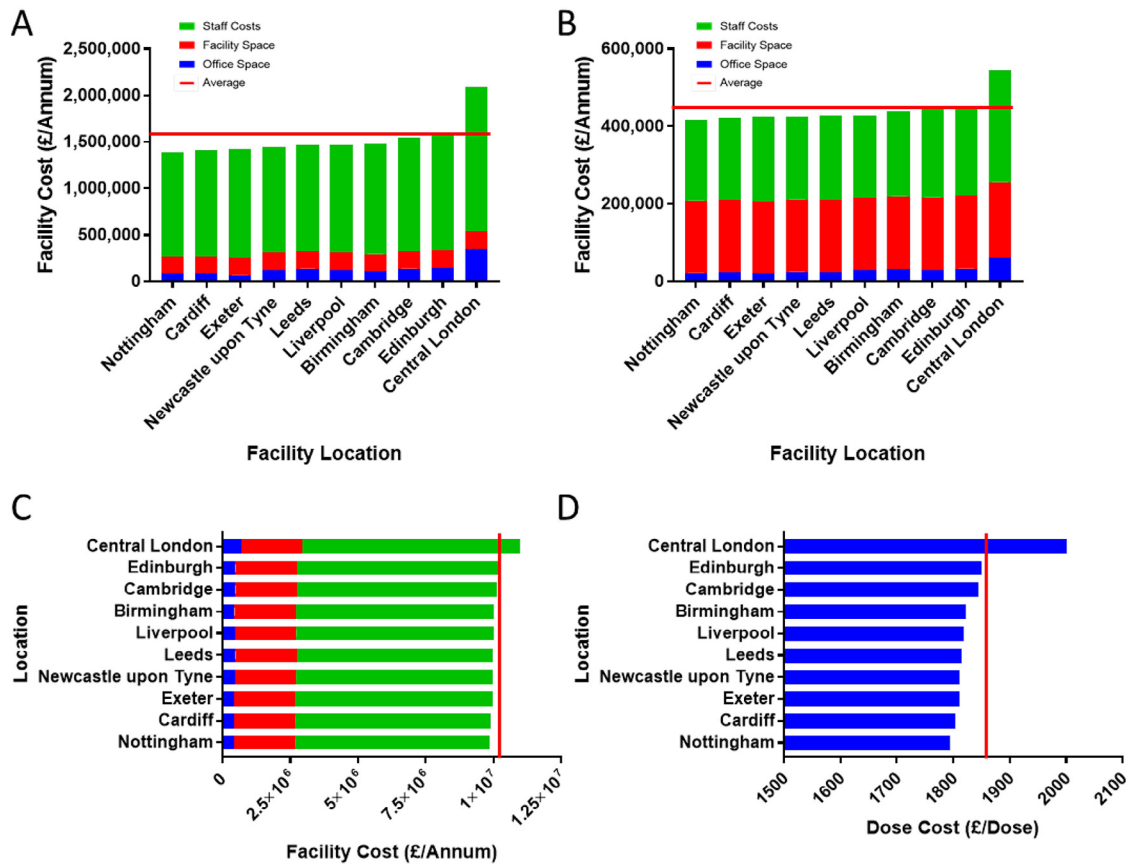 A
Staff Costs
Facility Space
Office Space
Average
Facility Cost (£/Annum)
2,500,000
2,000,000
1,500,000
1,000,000
500,000
0
Nottingham
Cardiff
Exeter
Newcastle upon Tyne
Leeds
Liverpool
Birmingham
Cambridge
Edinburgh
Central London
Facility Location
B
Staff Costs
Facility Space
Office Space
Average
Facility Cost (£/Annum)
600,000
400,000
200,000
0
Nottingham
Cardiff
Exeter
Newcastle upon Tyne
Leeds
Liverpool
Birmingham
Cambridge
Edinburgh
Central London
Facility Location
C
Location
Central London
Edinburgh
Cambridge
Birmingham
Liverpool
Leeds
Newcastle upon Tyne
Exeter
Cardiff
Nottingham
0
2.5×10⁶
5×10⁶
7.5×10⁶
1×10⁷
1.25×10⁷
Facility Cost (£/Annum)
D
Location
Central London
Edinburgh
Cambridge
Birmingham
Liverpool
Leeds
Newcastle upon Tyne
Exeter
Cardiff
Nottingham
1500
1600
1700
1800
1900
2000
2100
Dose Cost (£/Dose)